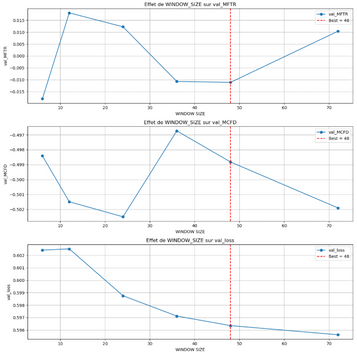 Effet de WINDOW_SIZE sur val_MFTR
val_MFTR
Best = 48
0.015
0.010
0.005
0.000
−0.005
−0.010
−0.015
val_MFTR
10 20 30 40 50 60 70
WINDOW SIZE
Effet de WINDOW_SIZE sur val_MCFD
val_MCFD
Best = 48
−0.497
−0.498
−0.499
−0.500
−0.501
−0.502
val_MCFD
10 20 30 40 50 60 70
WINDOW SIZE
Effet de WINDOW_SIZE sur val_loss
val_loss
Best = 48
0.602
0.601
0.600
0.599
0.598
0.597
0.596
val_loss
10 20 30 40 50 60 70
WINDOW SIZE